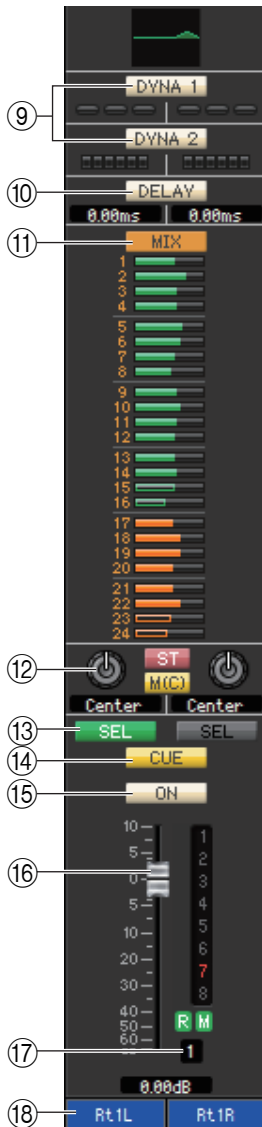 ⑨ DYNA 1
DYNA 2
⑩ DELAY
0.00ms 0.00ms
⑪ MIX
1
2
3
4
5
6
7
8
9
10
11
12
13
14
15
16
17
18
19
20
21
22
23
24
⑫ ST
M(C)
Center Center
⑬ SEL SEL
⑭ CUE
⑮ ON
10 1
5 2
⑯ 0 3
5 4
10 5
6
20 7
30 8
40
50 R M
60
⑰ 1
0.00dB
⑱ Rt1L Rt1R